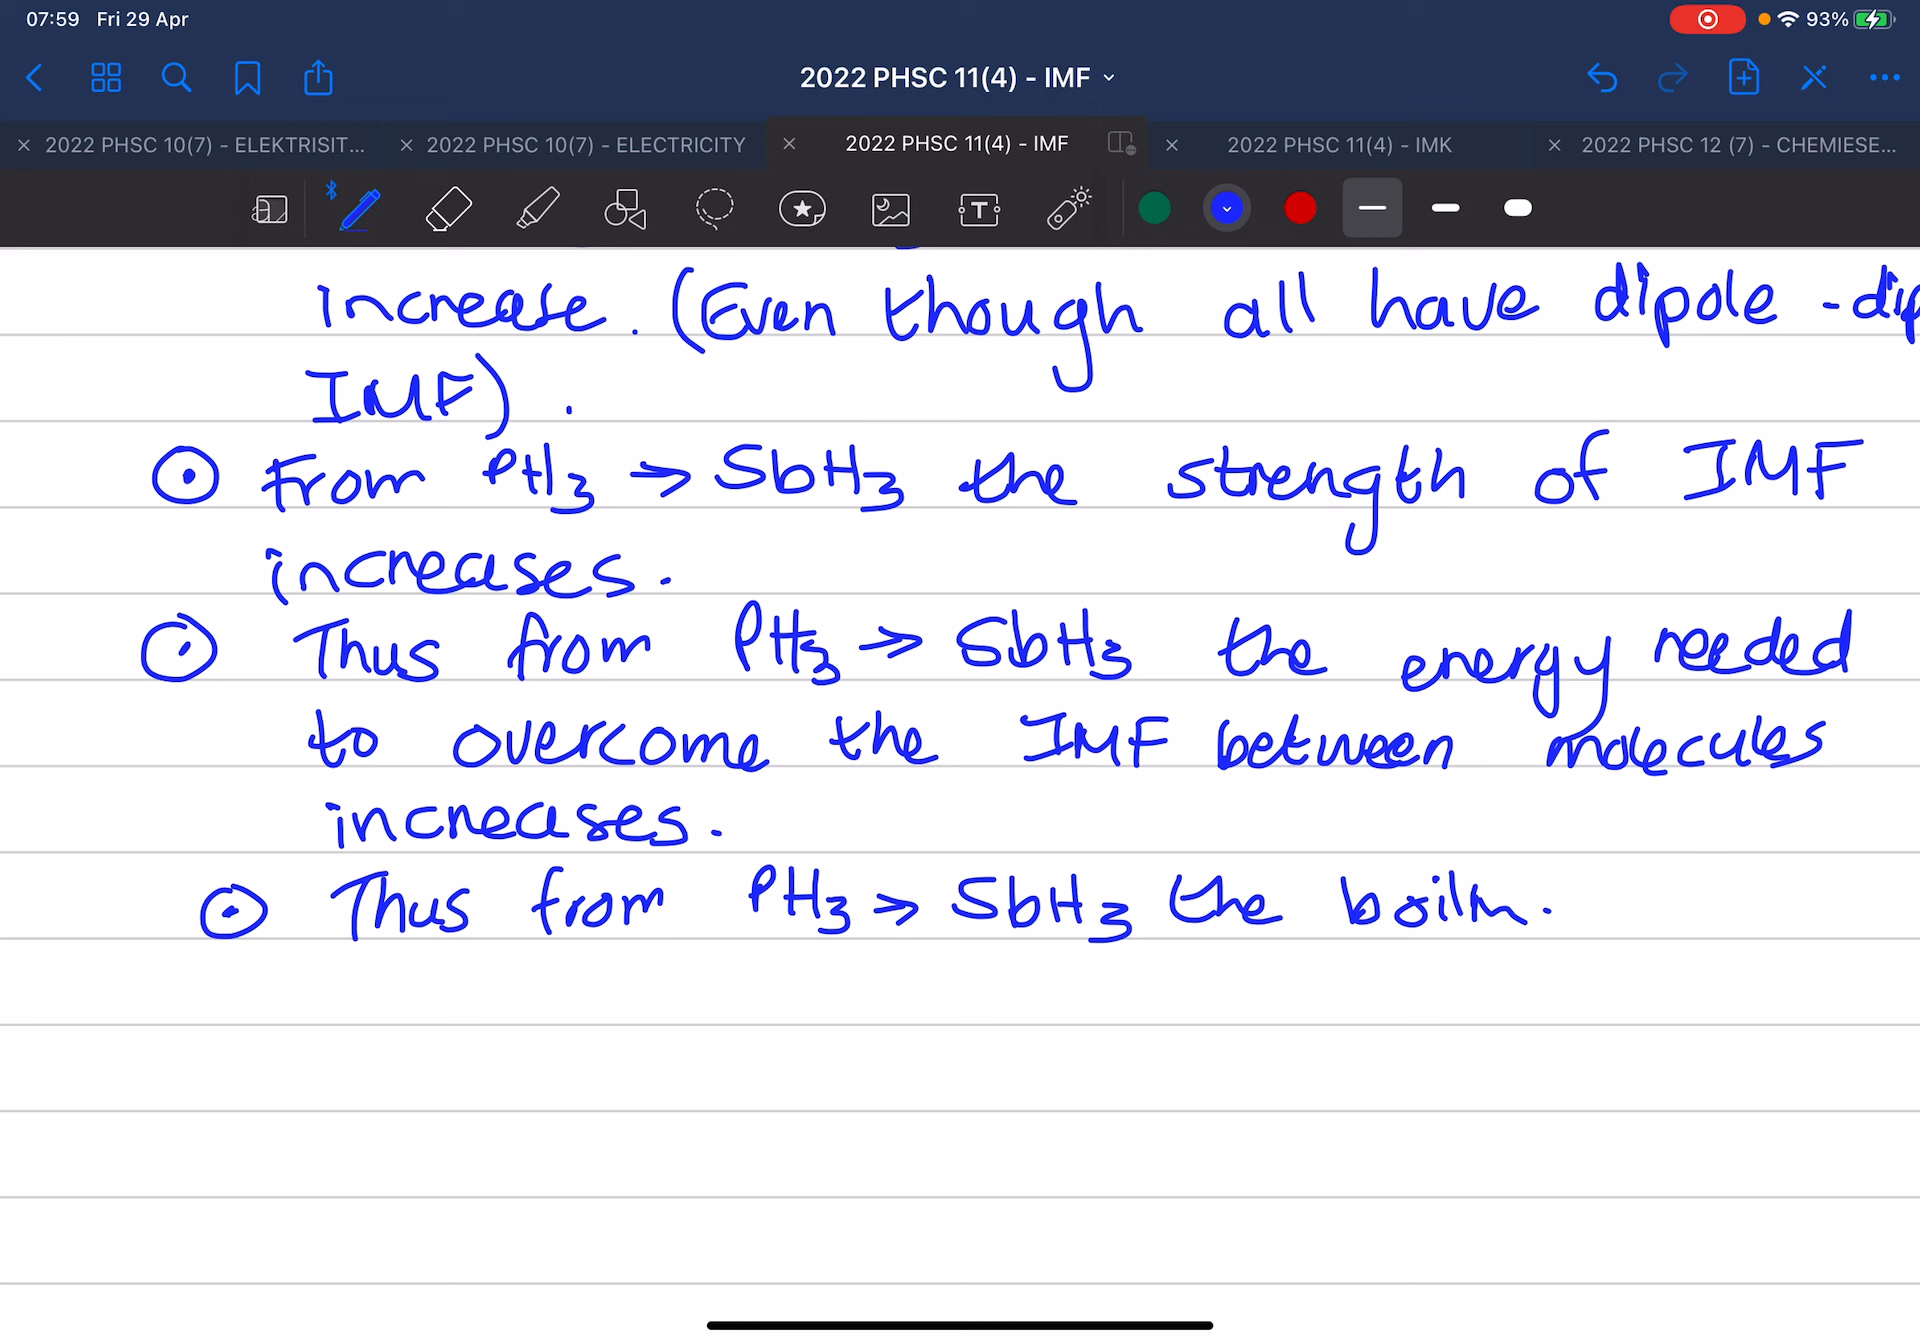 07:59 Fri 29 Apr 93%
2022 PHSC 11(4) - IMF
2022 PHSC 10(7) - ELEKTRISIT... 2022 PHSC 10(7) - ELECTRICITY 2022 PHSC 11(4) - IMF 2022 PHSC 11(4) - IMK 2022 PHSC 12 (7) - CHEMIESE...
increase. (Even though all have dipole - dip
IMF).
⊙ From PH₃ → SbH₃ the strength of IMF
increases.
⊙ Thus from PH₃ → SbH₃ the energy needed
to overcome the IMF between molecules
increases.
⊙ Thus from PH₃ → SbH₃ the boilin